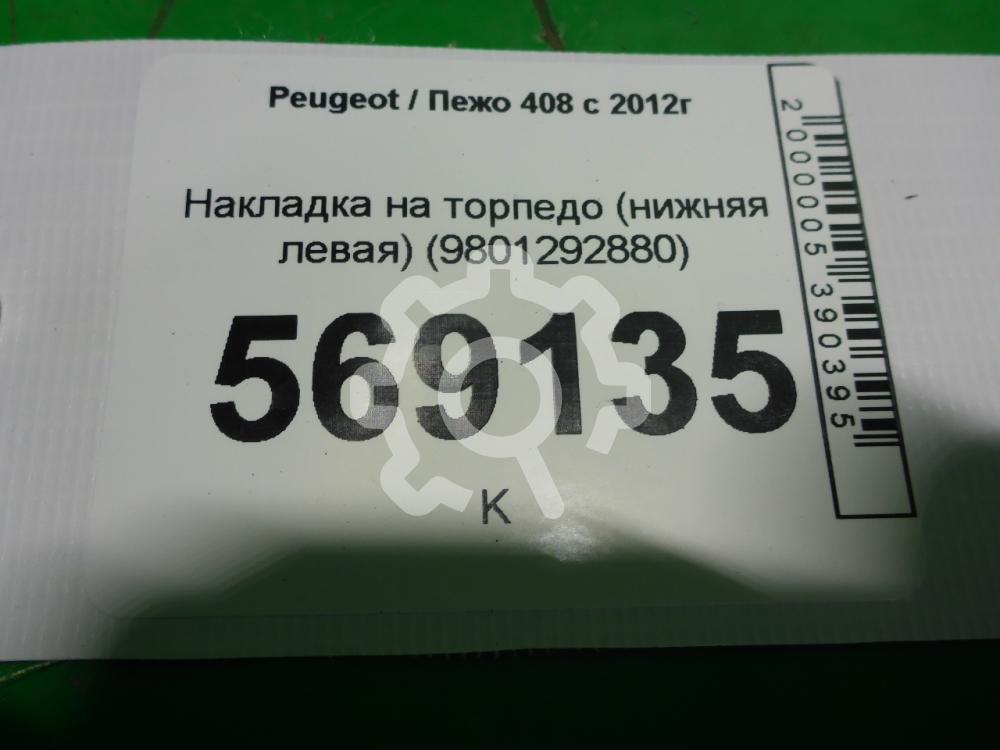 Peugeot / Пежо 408 с 2012г
Накладка на торпедо (нижняя
левая) (9801292880)
569135
К
2000005390395